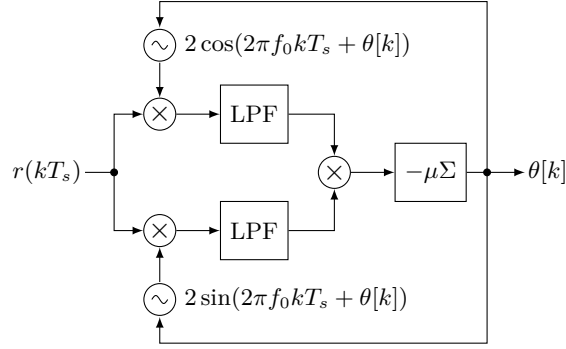 2 cos(2πf₀kTₛ + θ[k])
LPF
r(kTₛ)
−μΣ
θ[k]
LPF
2 sin(2πf₀kTₛ + θ[k])